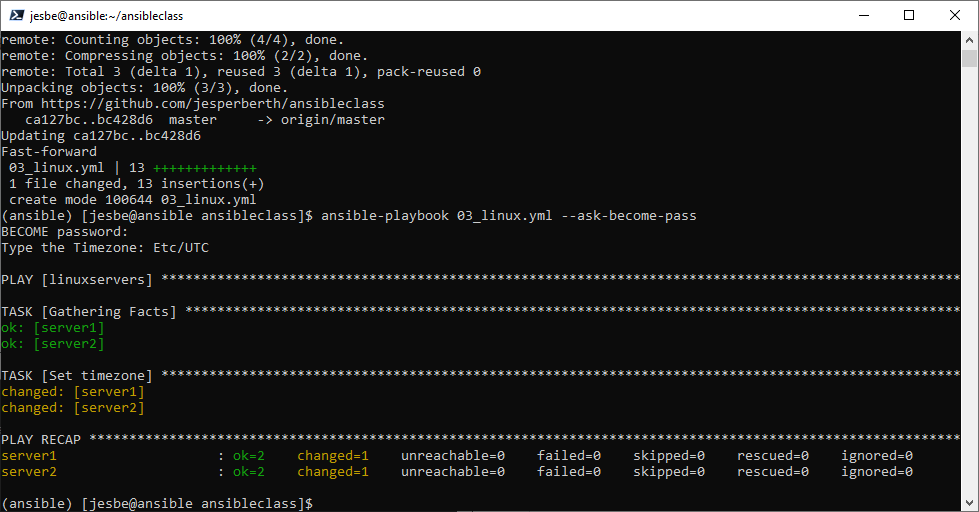 jesbe@ansible:~/ansibleclass
remote: Counting objects: 100% (4/4), done.
remote: Compressing objects: 100% (2/2), done.
remote: Total 3 (delta 1), reused 3 (delta 1), pack-reused 0
Unpacking objects: 100% (3/3), done.
From https://github.com/jesperberth/ansibleclass
   ca127bc..bc428d6  master     -> origin/master
Updating ca127bc..bc428d6
Fast-forward
 03_linux.yml | 13 +++++++++++++
 1 file changed, 13 insertions(+)
 create mode 100644 03_linux.yml
(ansible) [jesbe@ansible ansibleclass]$ ansible-playbook 03_linux.yml --ask-become-pass
BECOME password:
Type the Timezone: Etc/UTC
PLAY [linuxservers] ****************************************************************************************************
TASK [Gathering Facts] *************************************************************************************************
ok: [server1]
ok: [server2]
TASK [Set timezone] ****************************************************************************************************
changed: [server1]
changed: [server2]
PLAY RECAP *************************************************************************************************************
server1                    : ok=2    changed=1    unreachable=0    failed=0    skipped=0    rescued=0    ignored=0
server2                    : ok=2    changed=1    unreachable=0    failed=0    skipped=0    rescued=0    ignored=0
(ansible) [jesbe@ansible ansibleclass]$